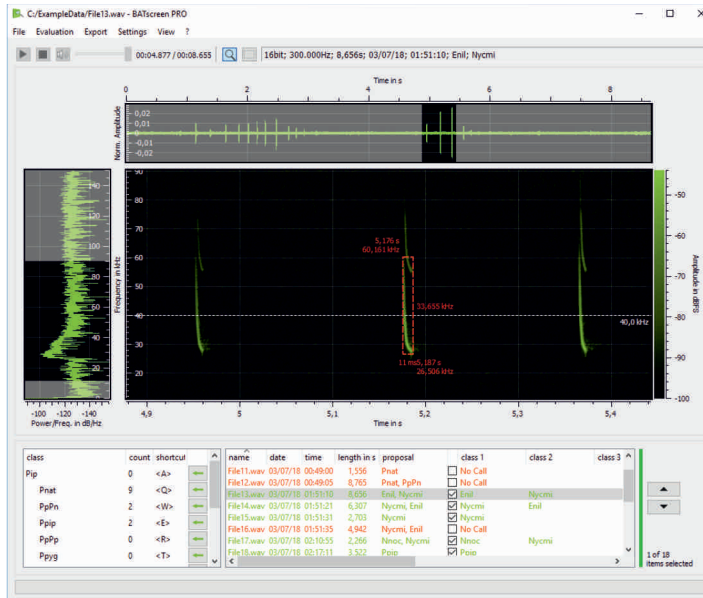 C:/ExampleData/File13.wav - BATscreen PRO
File Evaluation Export Settings View ?
00:04.877 / 00:08.655 16bit; 300.000Hz; 8,656s; 03/07/18; 01:51:10; Enil; Nycmi
Time in s
0 2 4 6 8
Norm. Amplitude
0,02
0,01
-0,00
-0,01
-0,02
140
120
100
80
60
40
20
-100 -120 -140
Power/Freq. in dB/Hz
Frequency in kHz
90
80
70
60
50
40
30
20
5,176 s
60,161 kHz
33,655 kHz
40,0 kHz
11 ms 5,187 s
26,506 kHz
4,9 5 5,1 5,2 5,3 5,4
Time in s
-50
-60
-70
-80
-90
-100
Amplitude in dBFS
class count shortcut
Pip 0 <A>
Pnat 9 <Q>
PpPn 2 <W>
Ppip 2 <E>
PpPp 0 <R>
Ppyg 0 <T>
name date time length in s proposal class 1 class 2 class 3
File11.wav 03/07/18 00:49:00 1,556 Pnat No Call
File12.wav 03/07/18 00:49:05 8,765 Pnat, PpPn No Call
File13.wav 03/07/18 01:51:10 8,656 Enil, Nycmi Enil Nycmi
File14.wav 03/07/18 01:51:21 6,307 Nycmi, Enil Nycmi Enil
File15.wav 03/07/18 01:51:31 2,703 Nycmi Nycmi
File16.wav 03/07/18 01:51:35 4,942 Nycmi, Enil No Call
File17.wav 03/07/18 02:10:55 2,266 Nnoc, Nycmi Nnoc Nycmi
File18.wav 03/07/18 02:17:11 3,522 Ppip Ppip
1 of 18
items selected